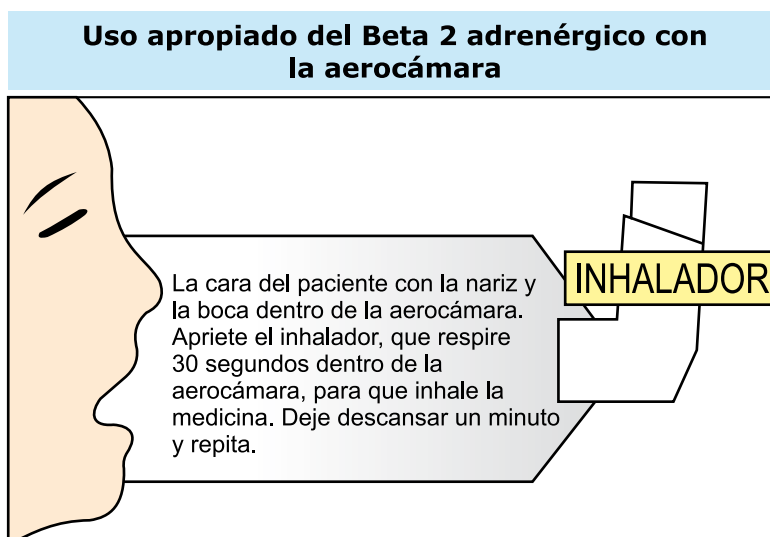 Uso apropiado del Beta 2 adrenérgico con
la aerocámara
INHALADOR
La cara del paciente con la nariz y
la boca dentro de la aerocámara.
Apriete el inhalador, que respire
30 segundos dentro de la
aerocámara, para que inhale la
medicina. Deje descansar un minuto
y repita.